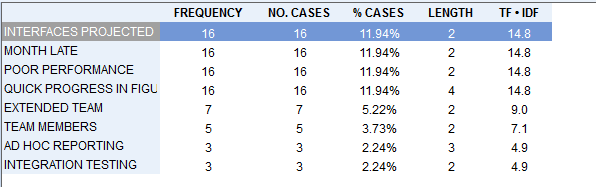 FREQUENCY NO. CASES % CASES LENGTH TF • IDF
INTERFACES PROJECTED 16 16 11.94% 2 14.8
MONTH LATE 16 16 11.94% 2 14.8
POOR PERFORMANCE 16 16 11.94% 2 14.8
QUICK PROGRESS IN FIGU 16 16 11.94% 4 14.8
EXTENDED TEAM 7 7 5.22% 2 9.0
TEAM MEMBERS 5 5 3.73% 2 7.1
AD HOC REPORTING 3 3 2.24% 3 4.9
INTEGRATION TESTING 3 3 2.24% 2 4.9